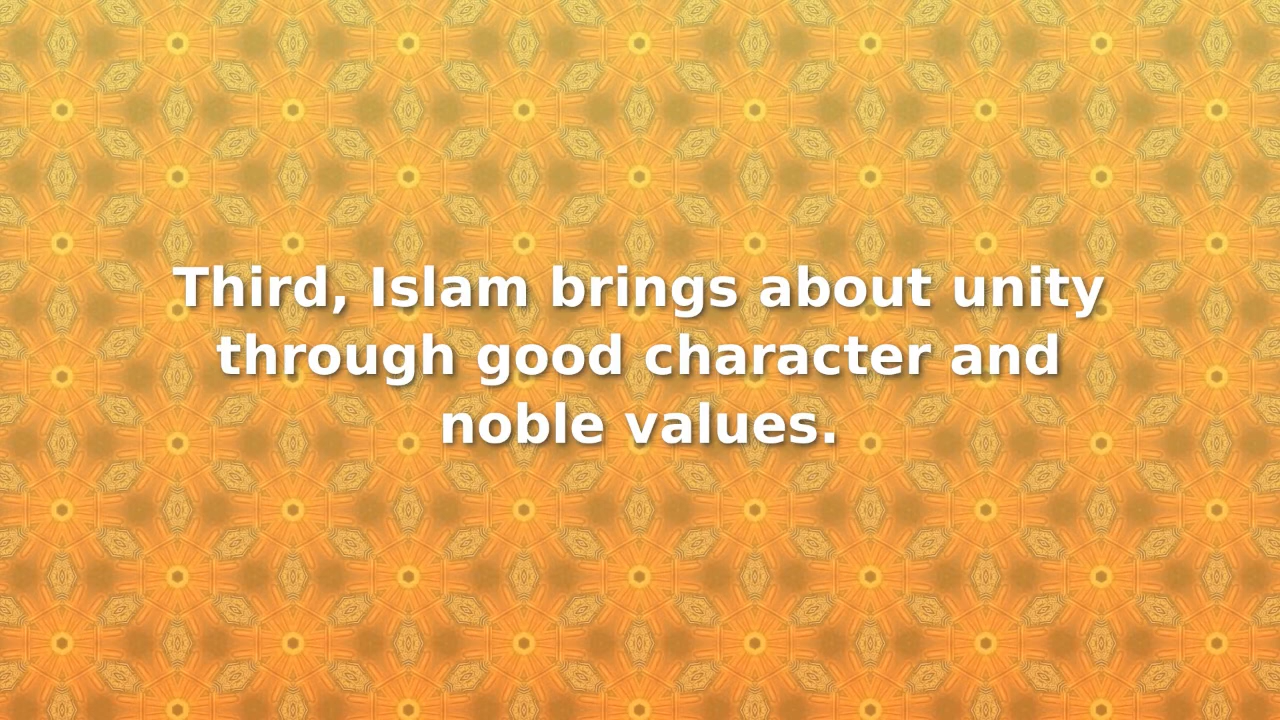 Third, Islam brings about unity
through good character and
noble values.